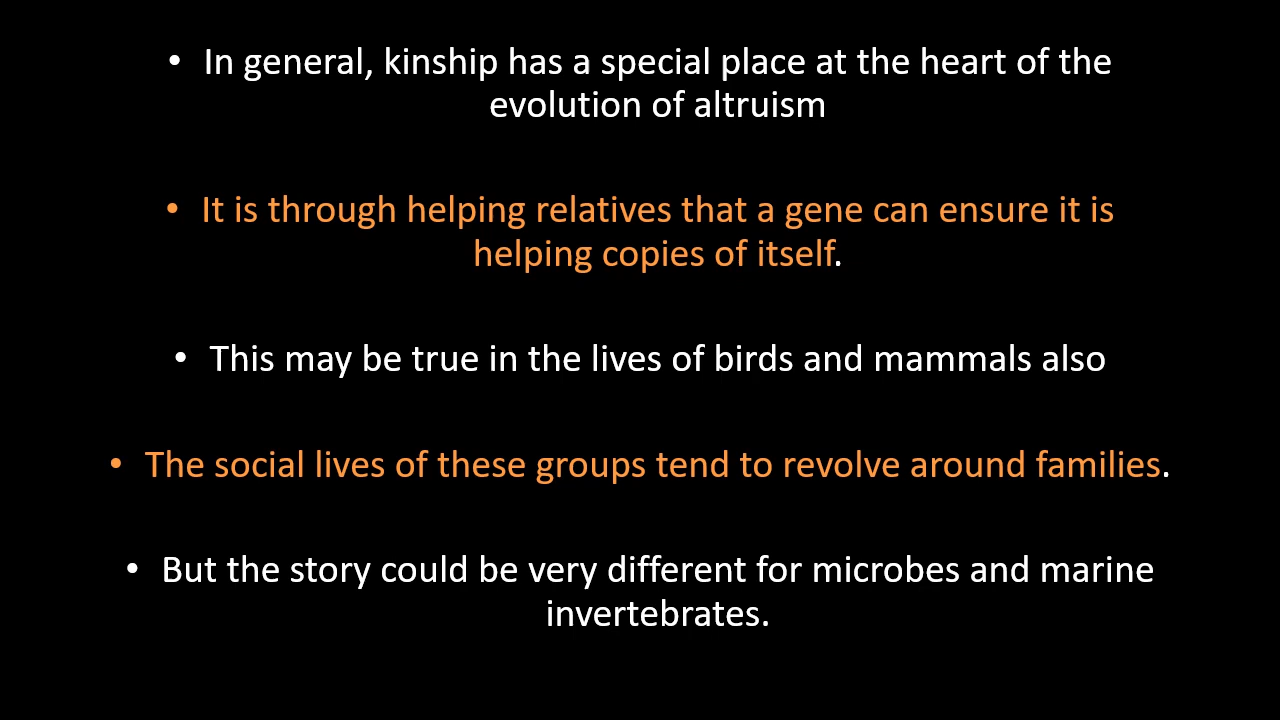 • In general, kinship has a special place at the heart of the
evolution of altruism
• It is through helping relatives that a gene can ensure it is
helping copies of itself.
• This may be true in the lives of birds and mammals also
• The social lives of these groups tend to revolve around families.
• But the story could be very different for microbes and marine
invertebrates.